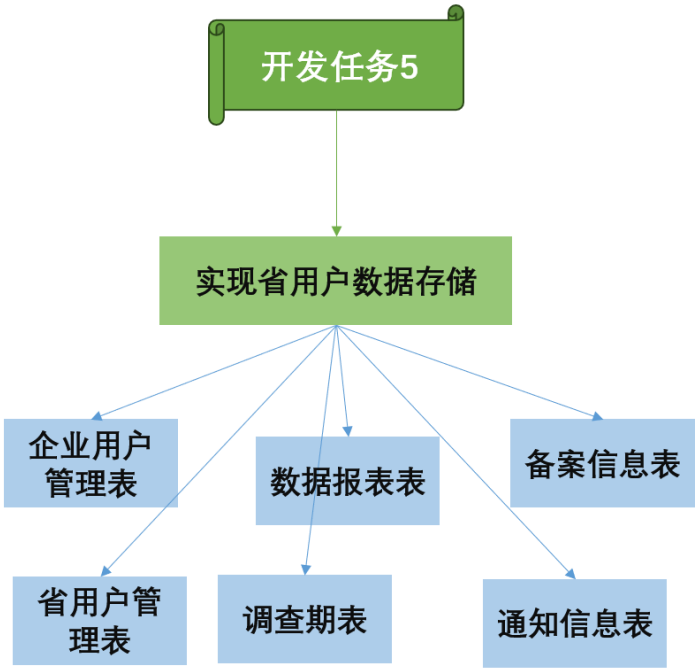 开发任务5
实现省用户数据存储
企业用户
管理表
数据报表表
备案信息表
省用户管
理表
调查期表
通知信息表